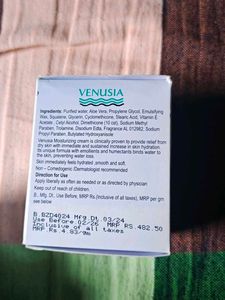 VENUSIA
Ingredients: Purified water, Aloe Vera, Propylene Glycol, Emulsifying
Wax, Squalene, Glycerin, Cyclomethicone, Stearic Acid, Vitamin E
Acetate, Cetyl Alcohol, Dimethicone (10 cst), Sodium Methyl
Paraben, Trolamine, Disodium Edta, Fragrance AL 012982, Sodium
Propyl Paraben, Butylated Hydroxyanisole
Venusia Moisturizing cream is clinically proven to provide relief from
dry skin with immediate and sustained increase in skin hydration.
Its unique formula with emollients and humectants binds water to
the skin, preventing water loss.
Skin immediately feels hydrated smooth and soft.
Non - Comedogenic | Dermatologist recommended
Direction for Use
Apply liberally as often as needed or as directed by physician
Keep out of reach of children.
B., Mfg. Dt., Use Before, MRP Rs.(Inclusive of all taxes), MRP per gm
see below
B.BZD4024 Mfg.Dt.03/24
Use Before.02/26 MRP RS.482.50
Inclusive of all taxes
MRP Rs.4.83/gm